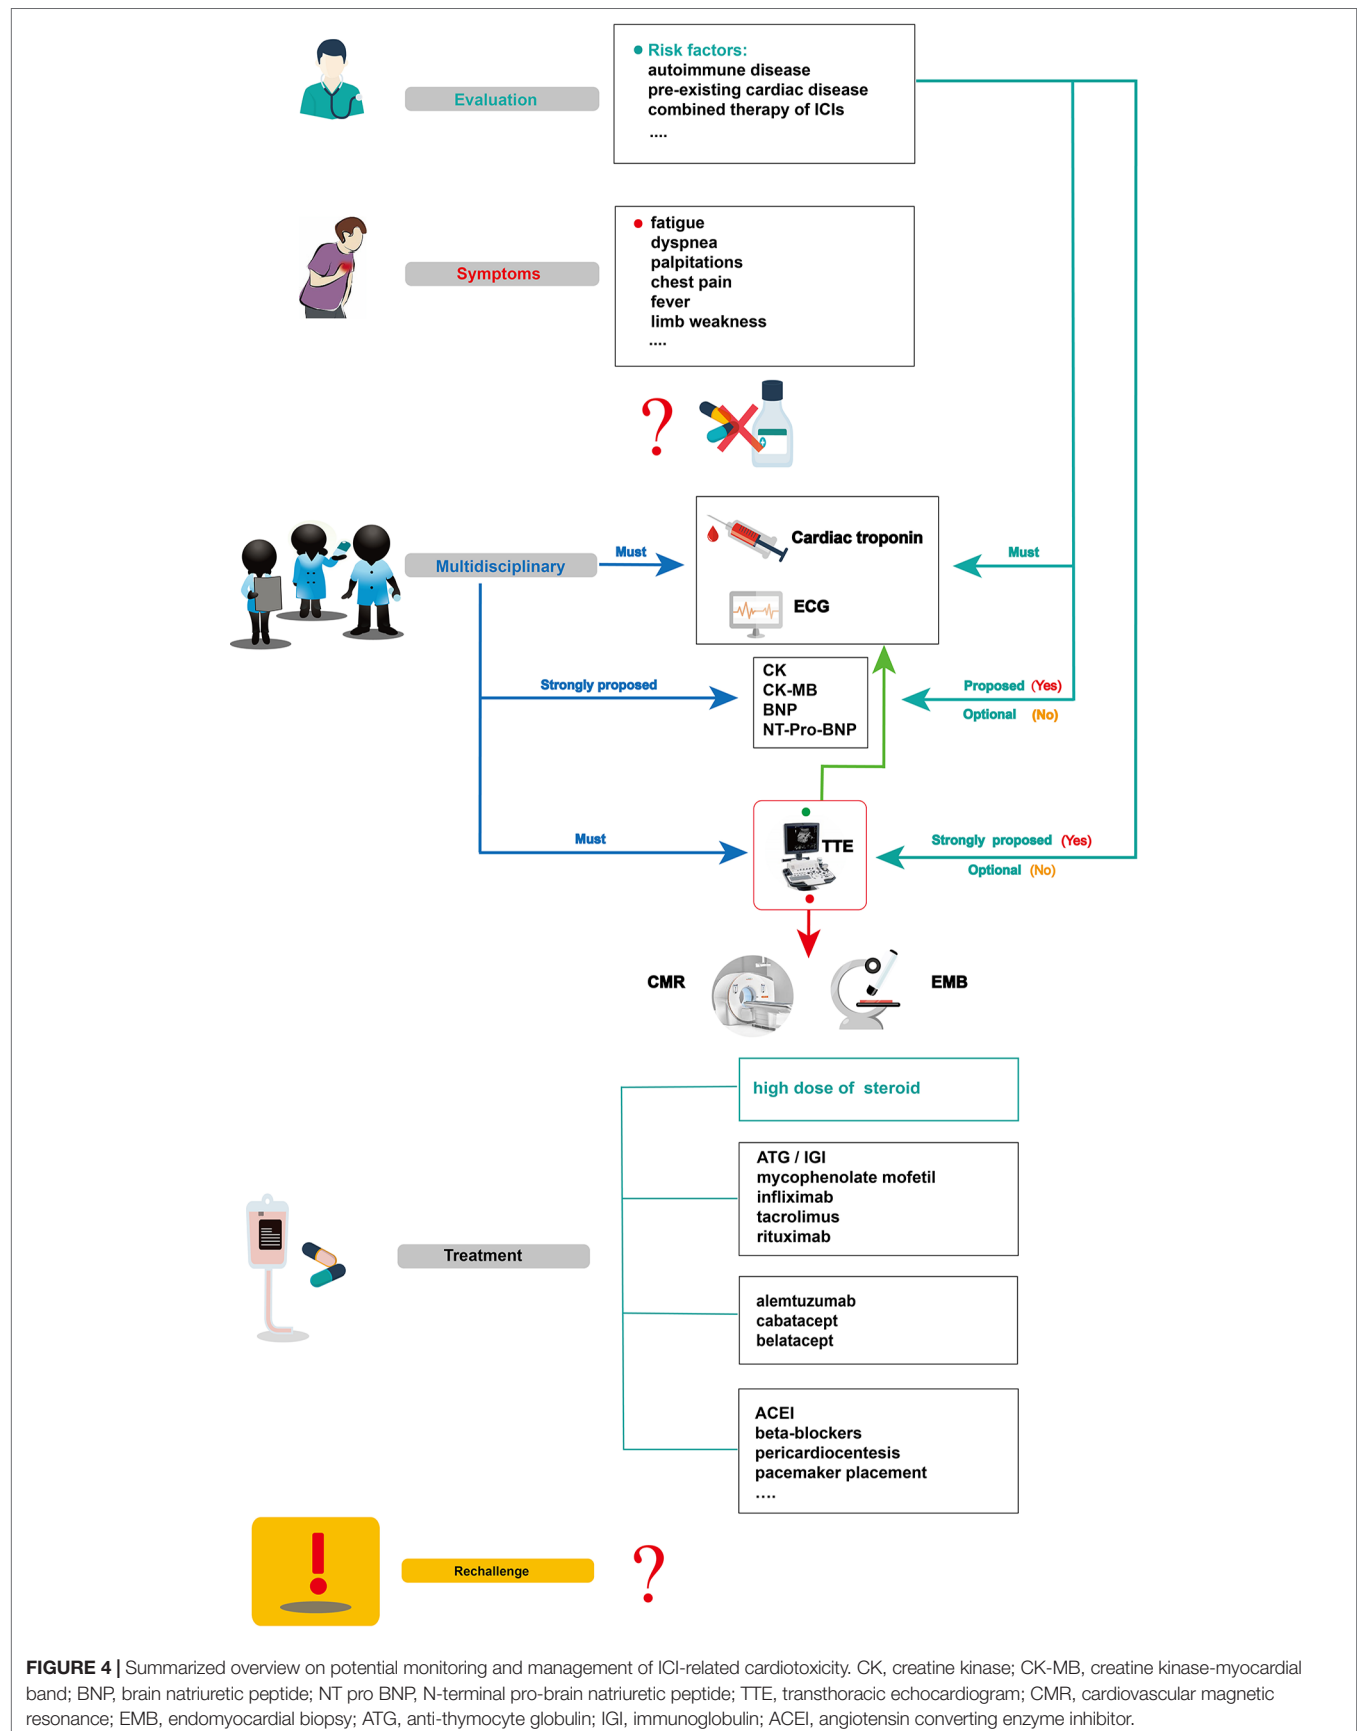 Evaluation
Risk factors:
autoimmune disease
pre-existing cardiac disease
combined therapy of ICIs
....
Symptoms
fatigue
dyspnea
palpitations
chest pain
fever
limb weakness
....
?
Multidisciplinary
Must
Cardiac troponin
ECG
Must
Strongly proposed
CK
CK-MB
BNP
NT-Pro-BNP
Proposed (Yes)
Optional (No)
Must
TTE
Strongly proposed (Yes)
Optional (No)
CMR
EMB
Treatment
high dose of steroid
ATG / IGI
mycophenolate mofetil
infliximab
tacrolimus
rituximab
alemtuzumab
cabatacept
belatacept
ACEI
beta-blockers
pericardiocentesis
pacemaker placement
....
!
Rechallenge
?
FIGURE 4 | Summarized overview on potential monitoring and management of ICI-related cardiotoxicity. CK, creatine kinase; CK-MB, creatine kinase-myocardial
band; BNP, brain natriuretic peptide; NT pro BNP, N-terminal pro-brain natriuretic peptide; TTE, transthoracic echocardiogram; CMR, cardiovascular magnetic
resonance; EMB, endomyocardial biopsy; ATG, anti-thymocyte globulin; IGI, immunoglobulin; ACEI, angiotensin converting enzyme inhibitor.